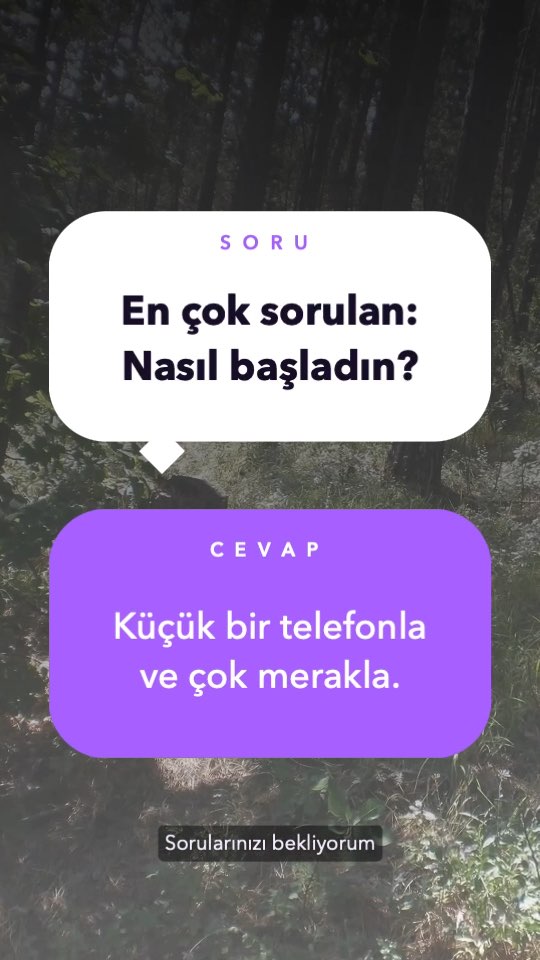 SORU
En çok sorulan:
Nasıl başladın?
CEVAP
Küçük bir telefonla
ve çok merakla.
Sorularınızı bekliyorum